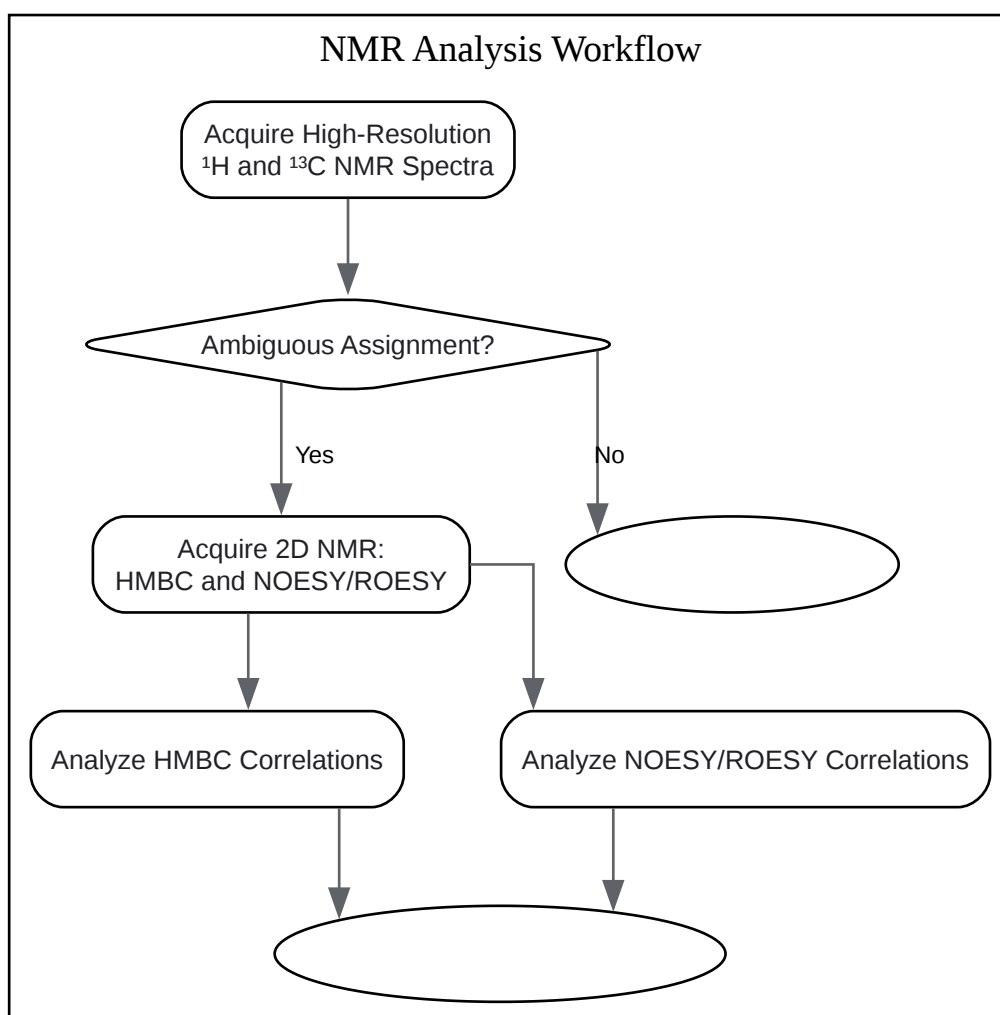 NMR Analysis Workflow
Acquire High-Resolution
¹H and ¹³C NMR Spectra
Ambiguous Assignment?
Yes
No
Acquire 2D NMR:
HMBC and NOESY/ROESY
Analyze HMBC Correlations
Analyze NOESY/ROESY Correlations